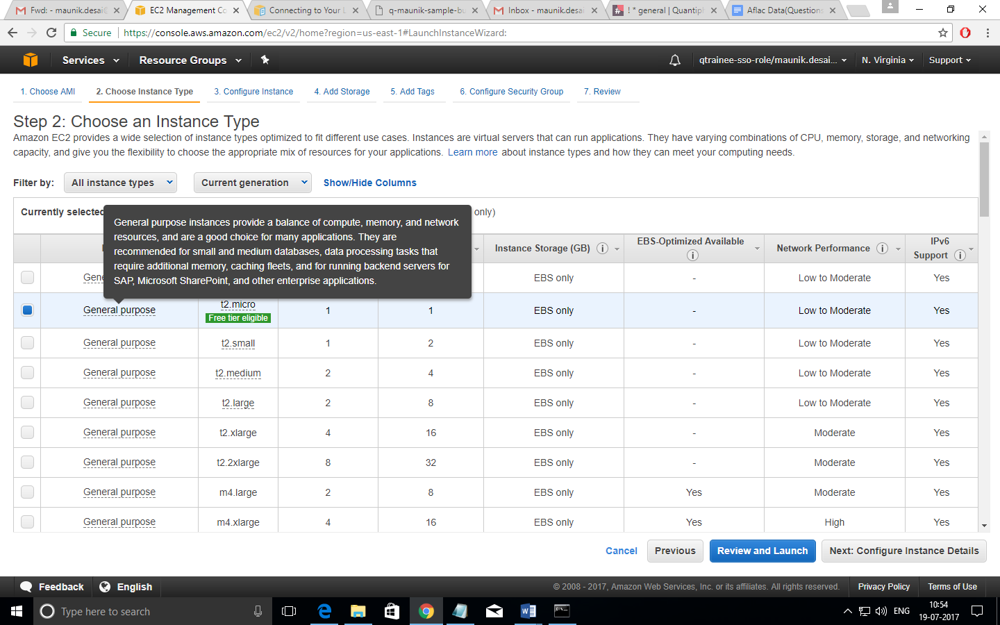 Fwd: - maunik.desai@
EC2 Management Co
Connecting to Your L
q-maunik-sample-bu
Inbox - maunik.desai
! * general | Quantiph
Aflac Data(Questions
Secure
https://console.aws.amazon.com/ec2/v2/home?region=us-east-1#LaunchInstanceWizard:
Services
Resource Groups
qtrainee-sso-role/maunik.desai...
N. Virginia
Support
1. Choose AMI
2. Choose Instance Type
3. Configure Instance
4. Add Storage
5. Add Tags
6. Configure Security Group
7. Review
Step 2: Choose an Instance Type
Amazon EC2 provides a wide selection of instance types optimized to fit different use cases. Instances are virtual servers that can run applications. They have varying combinations of CPU, memory, storage, and networking
capacity, and give you the flexibility to choose the appropriate mix of resources for your applications. Learn more about instance types and how they can meet your computing needs.
Filter by:
All instance types
Current generation
Show/Hide Columns
Currently selected
only)
General purpose instances provide a balance of compute, memory, and network
resources, and are a good choice for many applications. They are
recommended for small and medium databases, data processing tasks that
require additional memory, caching fleets, and for running backend servers for
SAP, Microsoft SharePoint, and other enterprise applications.
Instance Storage (GB)
EBS-Optimized Available
Network Performance
IPv6
Support
Gene
EBS only - Low to Moderate Yes
General purpose t2.micro 1 1 EBS only - Low to Moderate Yes
Free tier eligible
General purpose t2.small 1 2 EBS only - Low to Moderate Yes
General purpose t2.medium 2 4 EBS only - Low to Moderate Yes
General purpose t2.large 2 8 EBS only - Low to Moderate Yes
General purpose t2.xlarge 4 16 EBS only - Moderate Yes
General purpose t2.2xlarge 8 32 EBS only - Moderate Yes
General purpose m4.large 2 8 EBS only Yes Moderate Yes
General purpose m4.xlarge 4 16 EBS only Yes High Yes
Cancel
Previous
Review and Launch
Next: Configure Instance Details
Feedback
English
© 2008 - 2017, Amazon Web Services, Inc. or its affiliates. All rights reserved.
Privacy Policy
Terms of Use
Type here to search
ENG
10:54
19-07-2017